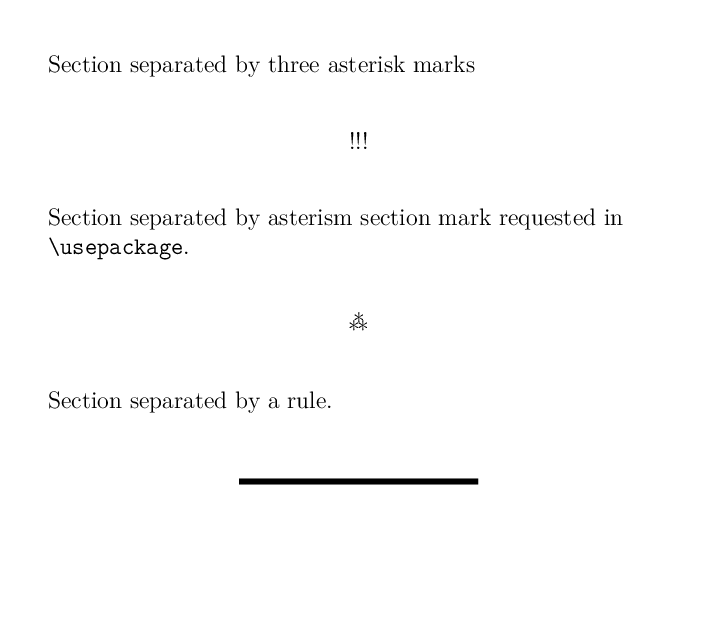 Section separated by three asterisk marks
!!!
Section separated by asterism section mark requested in
\usepackage.
⁂
Section separated by a rule.